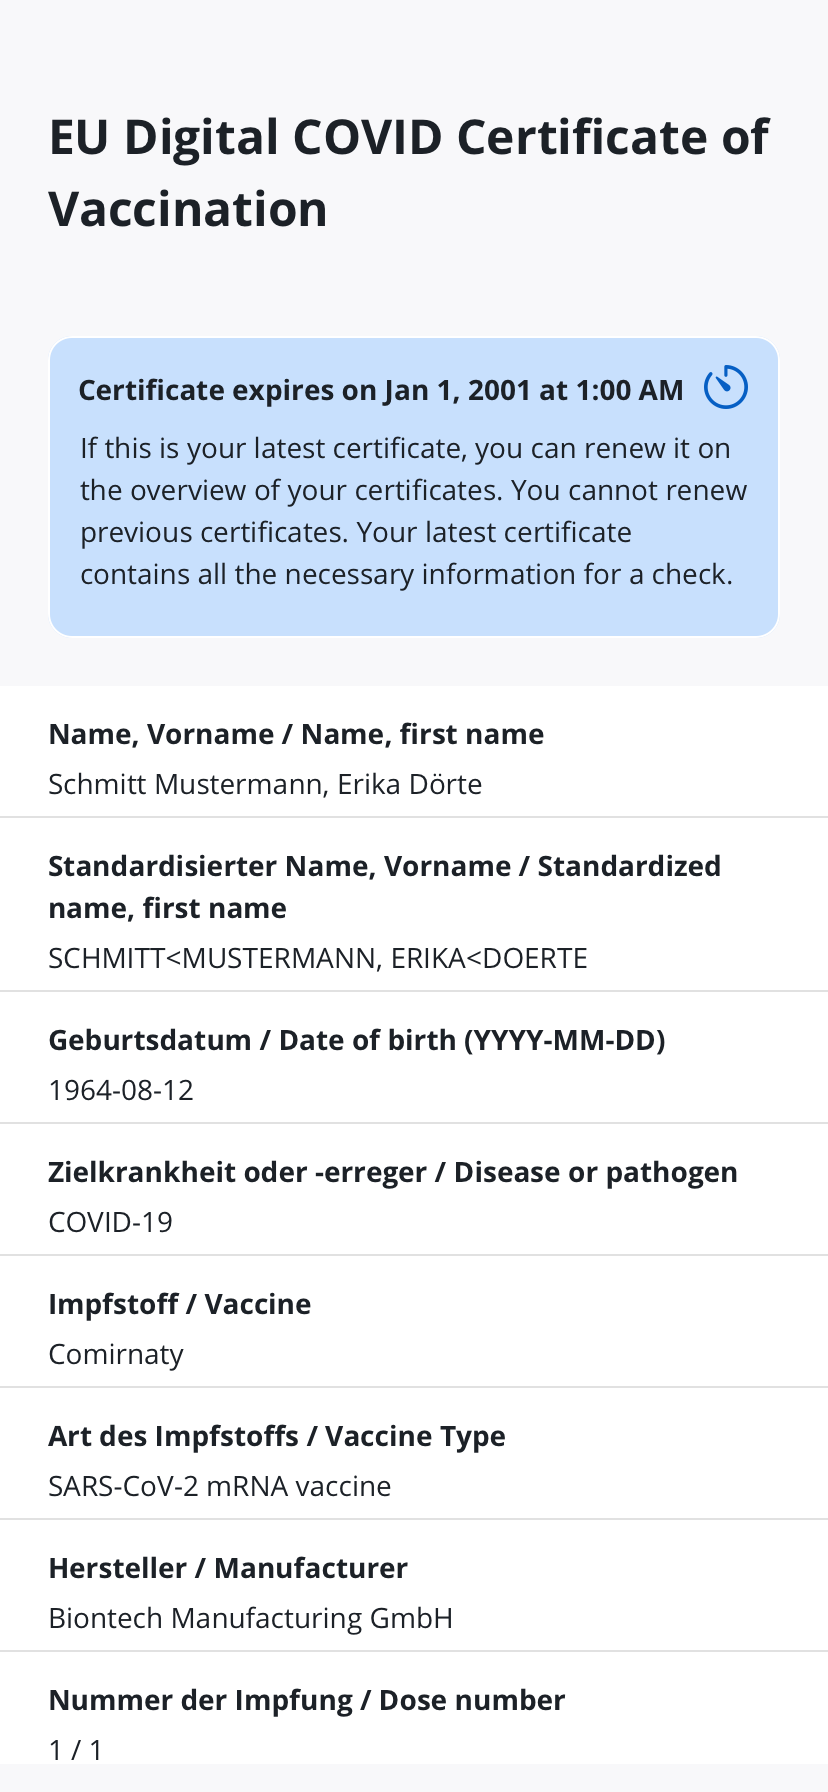 EU Digital COVID Certificate of
Vaccination
Certificate expires on Jan 1, 2001 at 1:00 AM
If this is your latest certificate, you can renew it on
the overview of your certificates. You cannot renew
previous certificates. Your latest certificate
contains all the necessary information for a check.
Name, Vorname / Name, first name
Schmitt Mustermann, Erika Dörte
Standardisierter Name, Vorname / Standardized
name, first name
SCHMITT<MUSTERMANN, ERIKA<DOERTE
Geburtsdatum / Date of birth (YYYY-MM-DD)
1964-08-12
Zielkrankheit oder -erreger / Disease or pathogen
COVID-19
Impfstoff / Vaccine
Comirnaty
Art des Impfstoffs / Vaccine Type
SARS-CoV-2 mRNA vaccine
Hersteller / Manufacturer
Biontech Manufacturing GmbH
Nummer der Impfung / Dose number
1 / 1